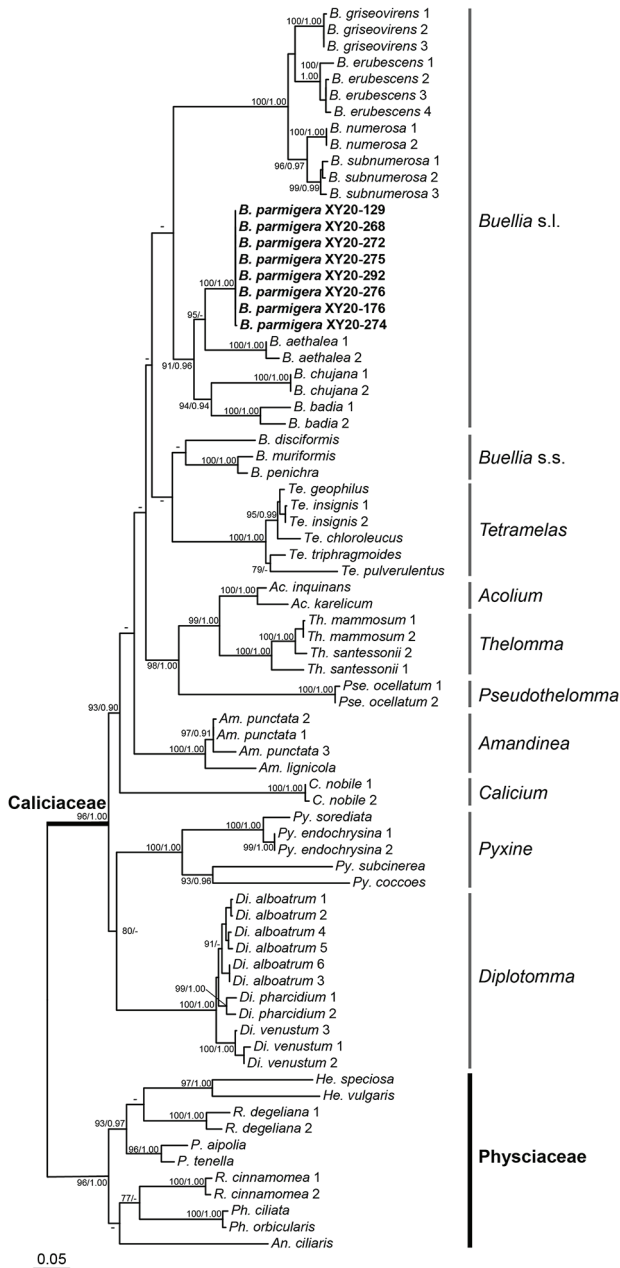 100/1.00
B. griseovirens 1
B. griseovirens 2
B. griseovirens 3
100/
1.00
B. erubescens 1
B. erubescens 2
B. erubescens 3
B. erubescens 4
100/1.00
100/1.00
B. numerosa 1
B. numerosa 2
96/0.97
B. subnumerosa 1
B. subnumerosa 2
99/0.99
B. subnumerosa 3
B. parmigera XY20-129
B. parmigera XY20-268
B. parmigera XY20-272
B. parmigera XY20-275
B. parmigera XY20-292
100/1.00
B. parmigera XY20-276
B. parmigera XY20-176
B. parmigera XY20-274
95/-
100/1.00
B. aethalea 1
B. aethalea 2
91/0.96
100/1.00
B. chujana 1
B. chujana 2
94/0.94
100/1.00
B. badia 1
B. badia 2
Buellia s.l.
-
-
-
-
-
-
B. disciformis
B. muriformis
100/1.00
B. penichra
Buellia s.s.
Te. geophilus
Te. insignis 1
95/0.99
Te. insignis 2
100/1.00
Te. chloroleucus
Te. triphragmoides
79/-
Te. pulverulentus
Tetramelas
100/1.00
Ac. inquinans
Ac. karelicum
Acolium
99/1.00
Th. mammosum 1
100/1.00
Th. mammosum 2
100/1.00
Th. santessonii 2
Th. santessonii 1
Thelomma
98/1.00
100/1.00
Pse. ocellatum 1
Pse. ocellatum 2
Pseudothelomma
93/0.90
Am. punctata 2
97/0.91
Am. punctata 1
100/1.00
Am. punctata 3
Am. lignicola
Amandinea
100/1.00
C. nobile 1
C. nobile 2
Calicium
Caliciaceae
96/1.00
Py. sorediata
100/1.00
Py. endochrysina 1
99/1.00
Py. endochrysina 2
100/1.00
Py. subcinerea
93/0.96
Py. coccoes
Pyxine
80/-
Di. alboatrum 1
Di. alboatrum 2
Di. alboatrum 4
91/-
Di. alboatrum 5
Di. alboatrum 6
Di. alboatrum 3
99/1.00
Di. pharcidium 1
100/1.00
Di. pharcidium 2
Di. venustum 3
100/1.00
Di. venustum 1
Di. venustum 2
Diplotomma
97/1.00
He. speciosa
He. vulgaris
-
93/0.97
100/1.00
R. degeliana 1
R. degeliana 2
96/1.00
P. aipolia
P. tenella
96/1.00
100/1.00
R. cinnamomea 1
R. cinnamomea 2
77/-
100/1.00
Ph. ciliata
Ph. orbicularis
-
An. ciliaris
Physciaceae
0.05